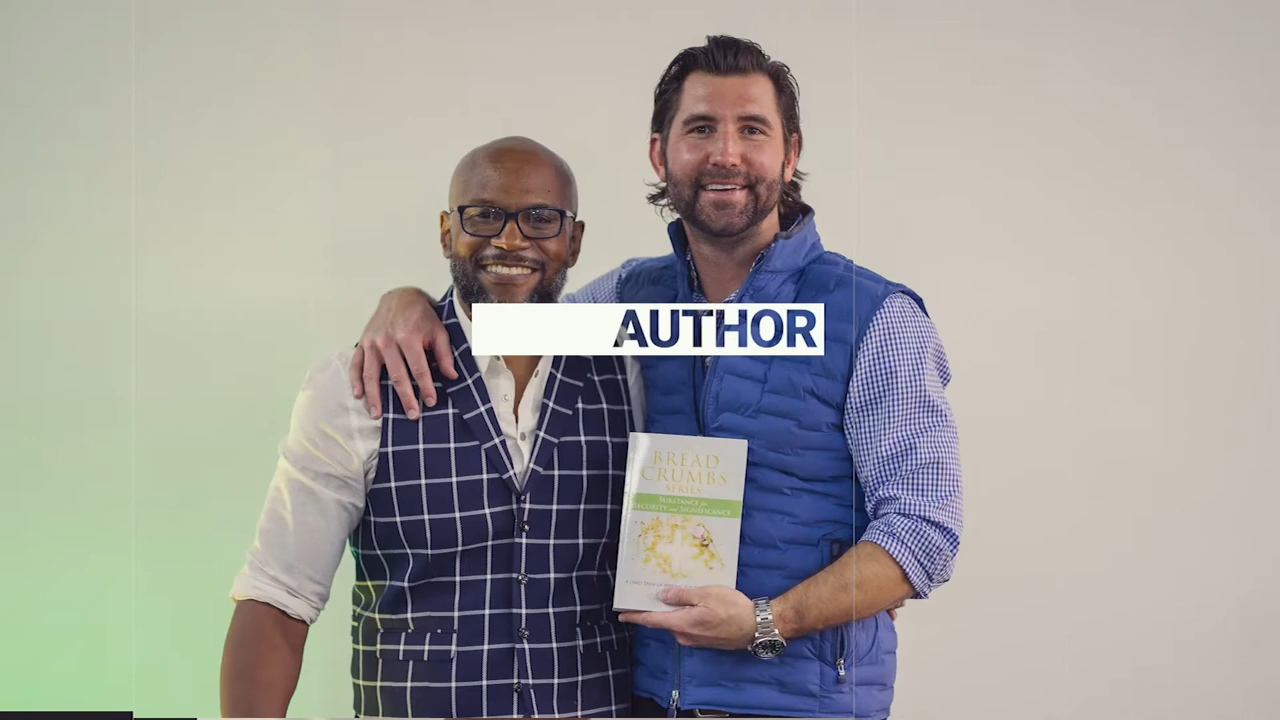 AUTHOR
BREAD
CRUMBS
SERIES
SUBSTANCE for
SECURITY and SIGNIFICANCE